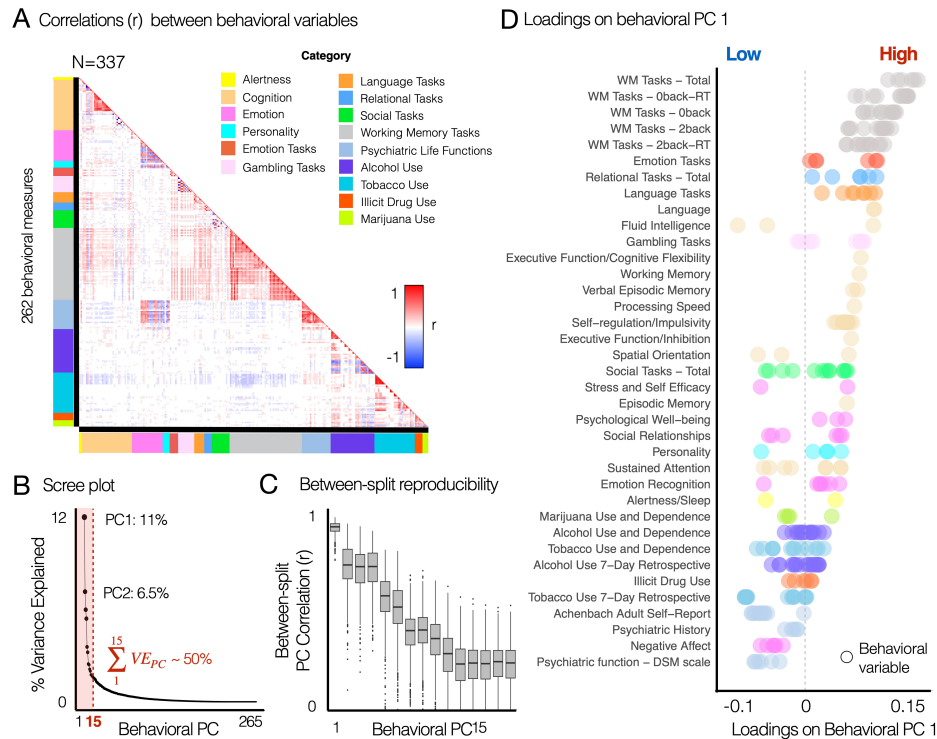 A Correlations (r) between behavioral variables
N=337
Category
Alertness
Cognition
Emotion
Personality
Emotion Tasks
Gambling Tasks
Language Tasks
Relational Tasks
Social Tasks
Working Memory Tasks
Psychiatric Life Functions
Alcohol Use
Tobacco Use
Illicit Drug Use
Marijuana Use
262 behavioral measures
1
r
-1
B Scree plot
12
% Variance Explained
0
PC1: 11%
PC2: 6.5%
15
∑ VE_PC ~ 50%
1
1 15
265
Behavioral PC
C Between-split reproducibility
1
Between-split
PC Correlation (r)
0
1
Behavioral PC
15
D Loadings on behavioral PC 1
Low
High
WM Tasks – Total
WM Tasks – 0back–RT
WM Tasks – 0back
WM Tasks – 2back
WM Tasks – 2back–RT
Emotion Tasks
Relational Tasks – Total
Language Tasks
Language
Fluid Intelligence
Gambling Tasks
Executive Function/Cognitive Flexibility
Working Memory
Verbal Episodic Memory
Processing Speed
Self–regulation/Impulsivity
Executive Function/Inhibition
Spatial Orientation
Social Tasks – Total
Stress and Self Efficacy
Episodic Memory
Psychological Well–being
Social Relationships
Personality
Sustained Attention
Emotion Recognition
Alertness/Sleep
Marijuana Use and Dependence
Alcohol Use and Dependence
Tobacco Use and Dependence
Alcohol Use 7–Day Retrospective
Illicit Drug Use
Tobacco Use 7–Day Retrospective
Achenbach Adult Self–Report
Psychiatric History
Negative Affect
Psychiatric function – DSM scale
Behavioral
variable
-0.1
0
0.15
Loadings on Behavioral PC 1